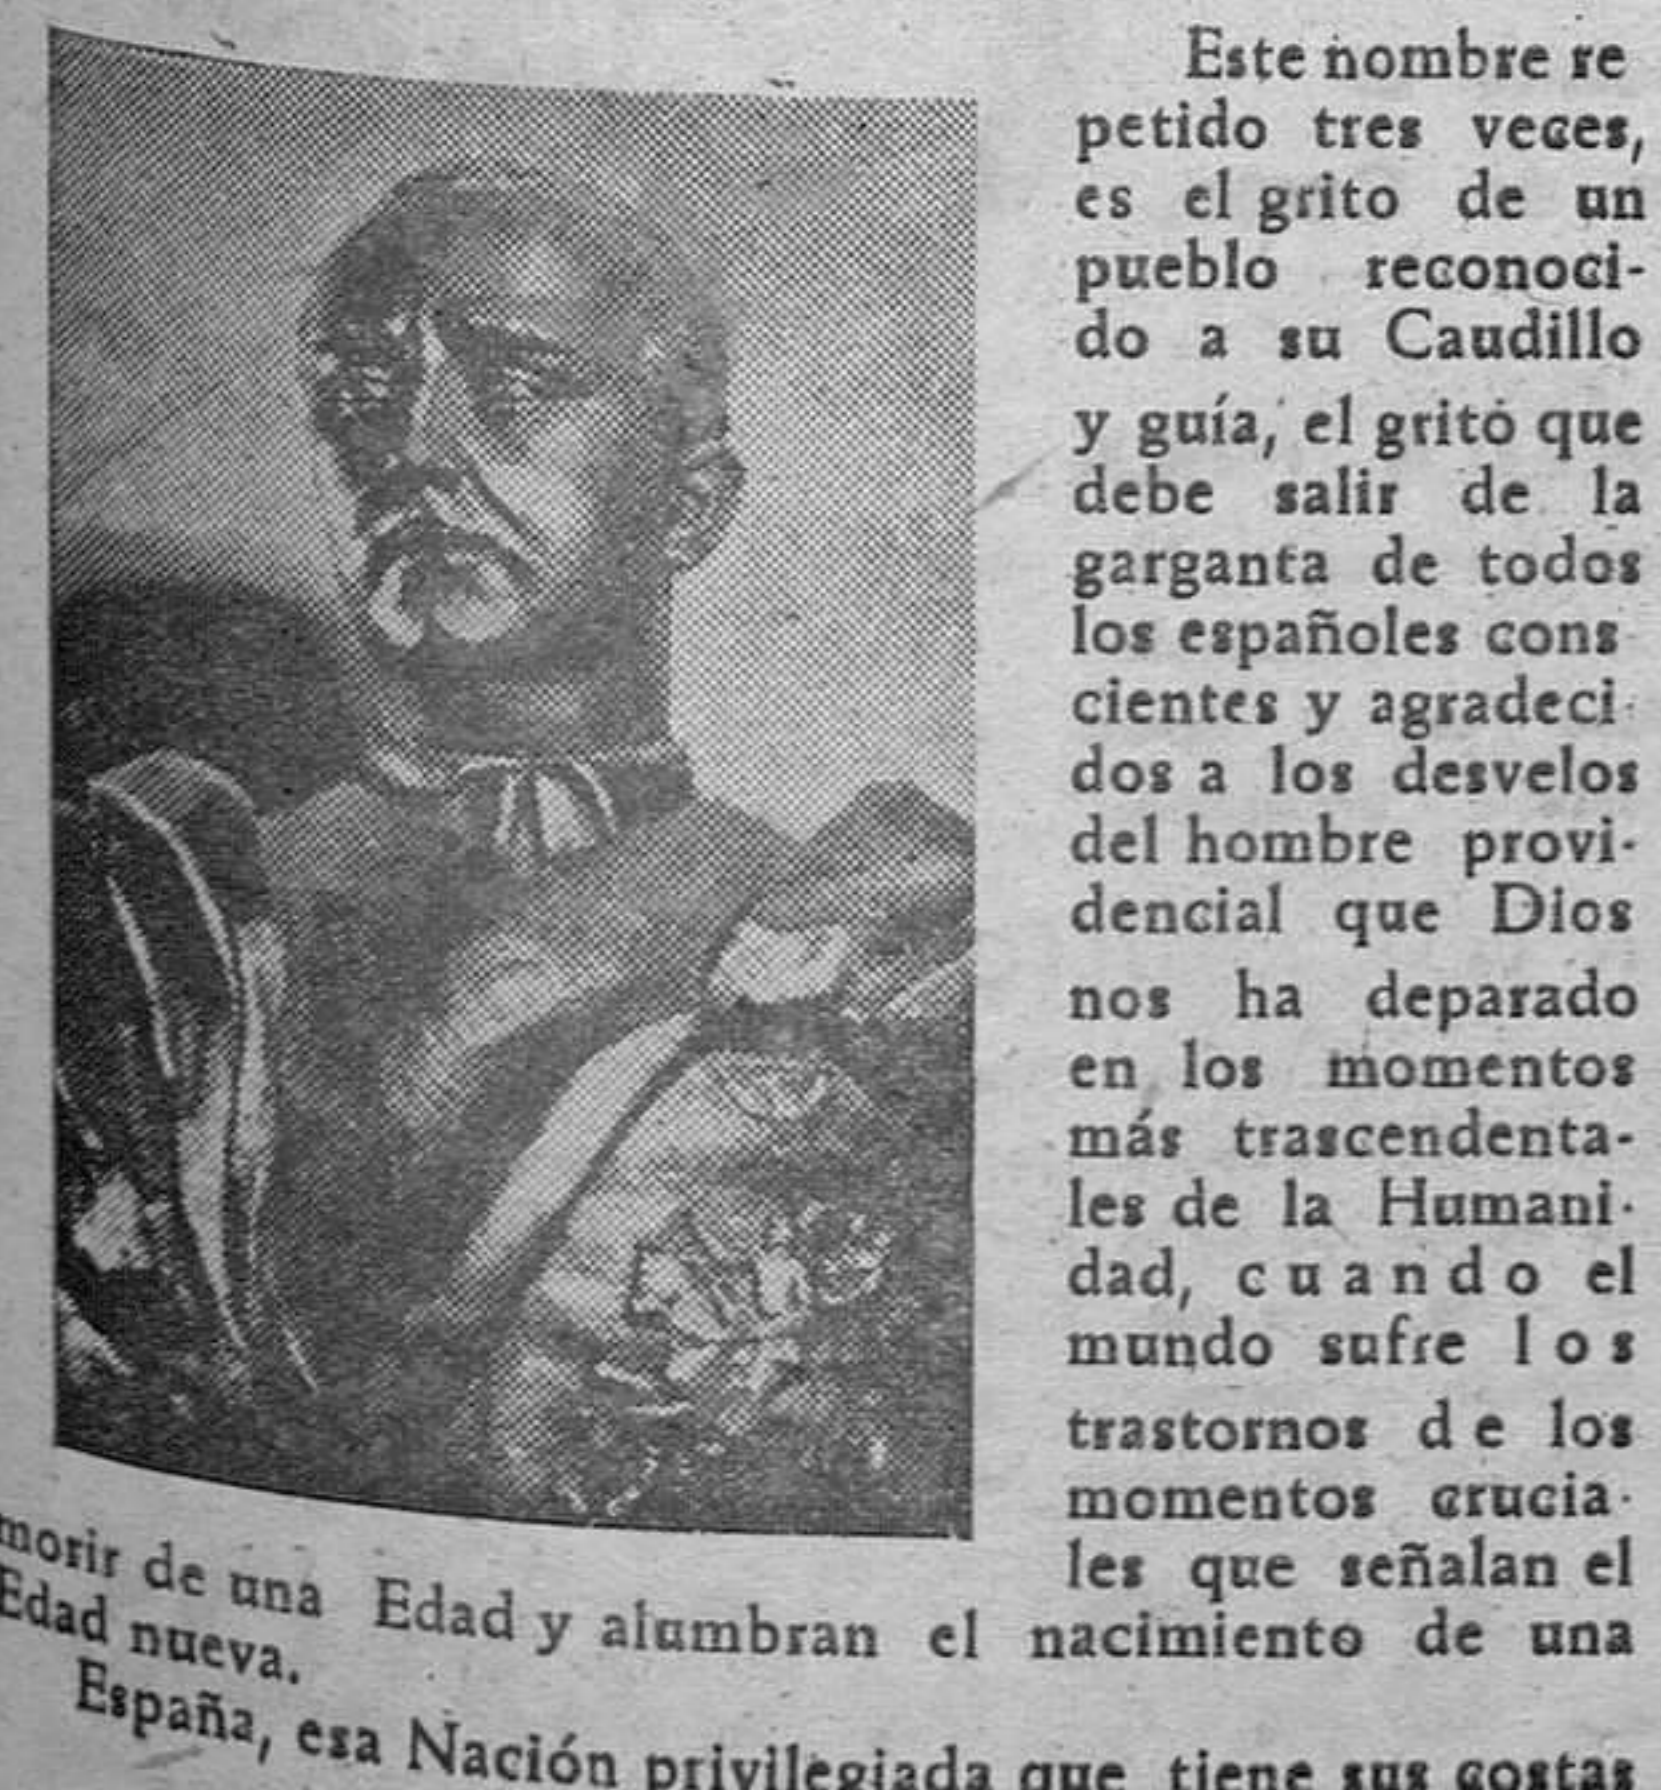 Este nombre re
petido tres veces,
es el grito de un
pueblo reconoci-
do a su Caudillo
y guía, el grito que
debe salir de la
garganta de todos
los españoles cons
cientes y agradeci-
dos a los desvelos
del hombre provi-
dencial que Dios
nos ha deparado
en los momentos
más trascendenta-
les de la Humani-
dad, cuando el
mundo sufre los
trastornos de los
momentos crucia-
les que señalan el
morir de una Edad y alumbran el nacimiento de una
Edad nueva.
España, esa Nación privilegiada que tiene sus costas